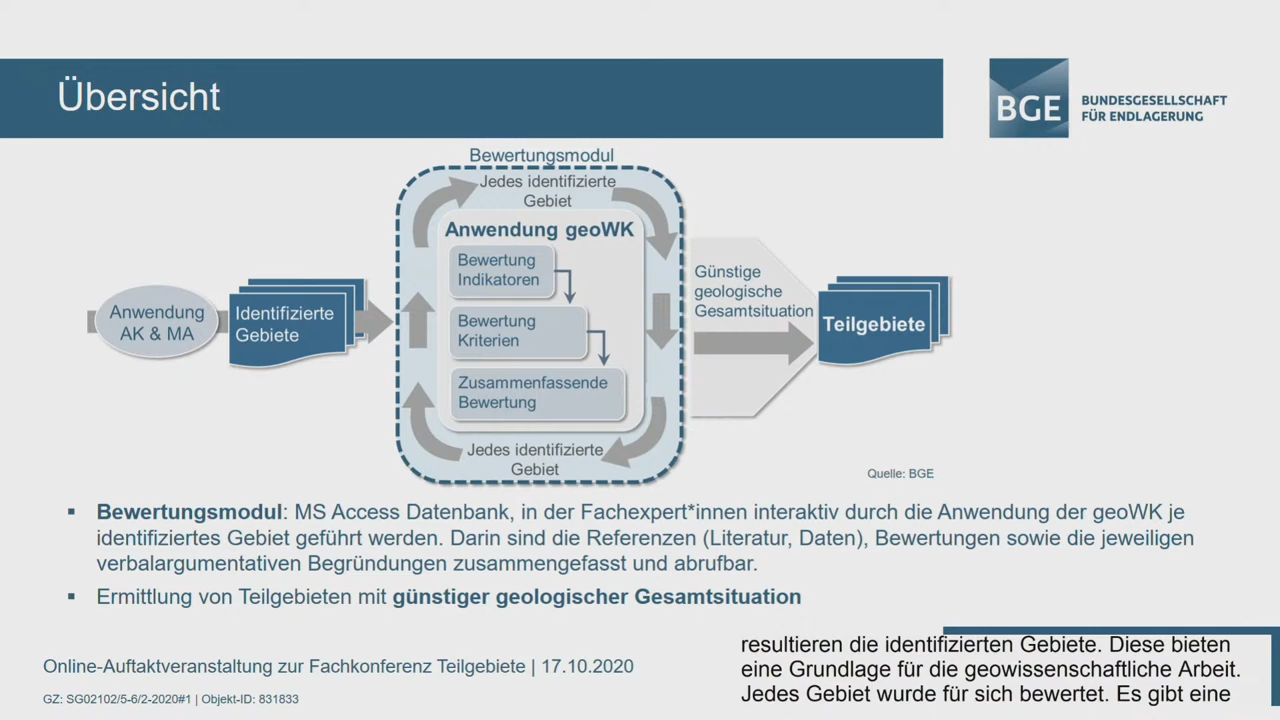 Übersicht
BGE
BUNDESGESELLSCHAFT
FÜR ENDLAGERUNG
Bewertungsmodul
Jedes identifizierte
Gebiet
Anwendung geoWK
Bewertung
Indikatoren
Bewertung
Kriterien
Zusammenfassende
Bewertung
Jedes identifizierte
Gebiet
Anwendung
AK & MA
Identifizierte
Gebiete
Günstige
geologische
Gesamtsituation
Teilgebiete
Quelle: BGE
▪ Bewertungsmodul: MS Access Datenbank, in der Fachexpert*innen interaktiv durch die Anwendung der geoWK je
identifiziertes Gebiet geführt werden. Darin sind die Referenzen (Literatur, Daten), Bewertungen sowie die jeweiligen
verbalargumentativen Begründungen zusammengefasst und abrufbar.
▪ Ermittlung von Teilgebieten mit günstiger geologischer Gesamtsituation
Online-Auftaktveranstaltung zur Fachkonferenz Teilgebiete | 17.10.2020
GZ: SG02102/5-6/2-2020#1 | Objekt-ID: 831833
resultieren die identifizierten Gebiete. Diese bieten
eine Grundlage für die geowissenschaftliche Arbeit.
Jedes Gebiet wurde für sich bewertet. Es gibt eine